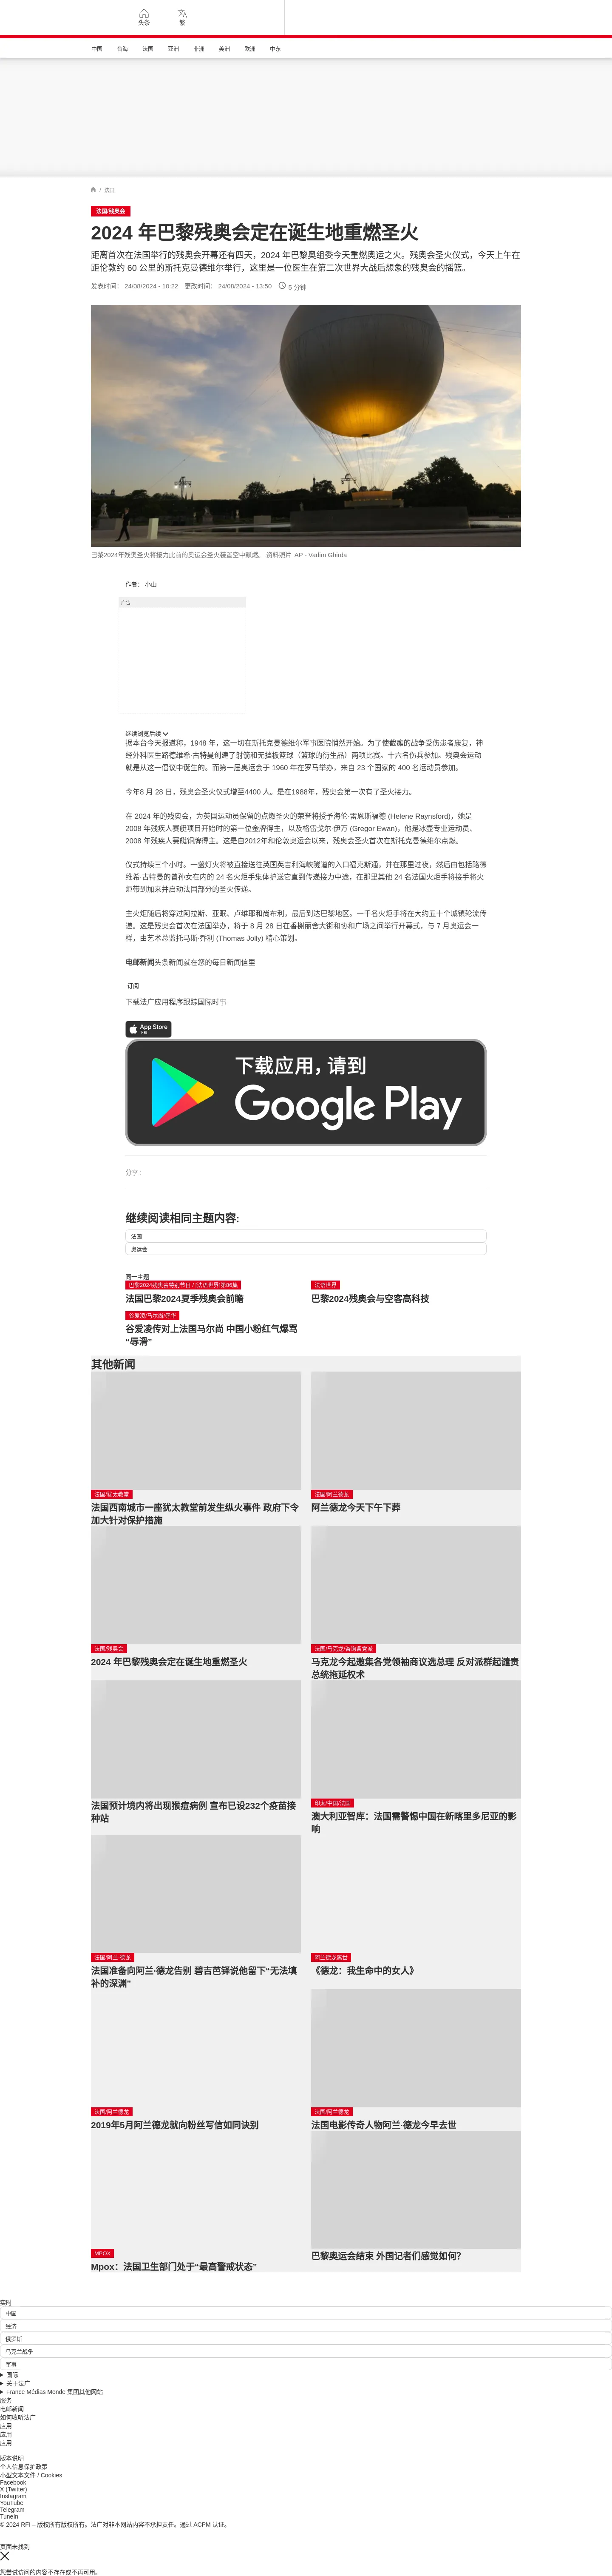 头条
繁
中国 台海 法国 亚洲 非洲 美洲 欧洲 中东
/ 法国
法国/残奥会
2024 年巴黎残奥会定在诞生地重燃圣火
距离首次在法国举行的残奥会开幕还有四天，2024 年巴黎奥组委今天重燃奥运之火。残奥会圣火仪式，今天上午在
距伦敦约 60 公里的斯托克曼德维尔举行，这里是一位医生在第二次世界大战后想象的残奥会的摇篮。
发表时间： 24/08/2024 - 10:22 更改时间： 24/08/2024 - 13:50 5 分钟
巴黎2024年残奥圣火将接力此前的奥运会圣火装置空中飘燃。 资料照片 AP - Vadim Ghirda
作者： 小山
广告
继续浏览后续
据本台今天报道称，1948 年，这一切在斯托克曼德维尔军事医院悄然开始。为了使截瘫的战争受伤患者康复，神
经外科医生路德维希·古特曼创建了射箭和无挡板篮球（篮球的衍生品）两项比赛。十六名伤兵参加。残奥会运动
就是从这一倡议中诞生的。而第一届奥运会于 1960 年在罗马举办，来自 23 个国家的 400 名运动员参加。
今年8 月 28 日，残奥会圣火仪式增至4400 人。是在1988年，残奥会第一次有了圣火接力。
在 2024 年的残奥会，为英国运动员保留的点燃圣火的荣誉将授予海伦·雷恩斯福德 (Helene Raynsford)，她是
2008 年残疾人赛艇项目开始时的第一位金牌得主，以及格雷戈尔·伊万 (Gregor Ewan)，他是冰壶专业运动员、
2008 年残疾人赛艇铜牌得主。这是自2012年和伦敦奥运会以来，残奥会圣火首次在斯托克曼德维尔点燃。
仪式持续三个小时。一盏灯火将被直接送往英国英吉利海峡隧道的入口福克斯通，并在那里过夜，然后由包括路德
维希·古特曼的曾孙女在内的 24 名火炬手集体护送它直到传递接力中途，在那里其他 24 名法国火炬手将接手将火
炬带到加来并启动法国部分的圣火传递。
主火炬随后将穿过阿拉斯、亚眠、卢维耶和尚布利，最后到达巴黎地区。一千名火炬手将在大约五十个城镇轮流传
递。这是残奥会首次在法国举办，将于 8 月 28 日在香榭丽舍大街和协和广场之间举行开幕式，与 7 月奥运会一
样，由艺术总监托马斯·乔利 (Thomas Jolly) 精心策划。
电邮新闻头条新闻就在您的每日新闻信里
订阅
下载法广应用程序跟踪国际时事
App Store
下载
下载应用，请到
Google Play
分享 :
继续阅读相同主题内容:
法国
奥运会
同一主题
巴黎2024残奥会特别节目 / [法语世界]第86集
法国巴黎2024夏季残奥会前瞻
法语世界
巴黎2024残奥会与空客高科技
谷爱凌/马尔尚/辱华
谷爱凌传对上法国马尔尚 中国小粉红气爆骂
“辱滑”
其他新闻
法国/犹太教堂
法国西南城市一座犹太教堂前发生纵火事件 政府下令
加大针对保护措施
法国/阿兰德龙
阿兰德龙今天下午下葬
法国/残奥会
2024 年巴黎残奥会定在诞生地重燃圣火
法国/马克龙/咨询各党派
马克龙今起邀集各党领袖商议选总理 反对派群起谴责
总统拖延权术
法国预计境内将出现猴痘病例 宣布已设232个疫苗接
种站
印太/中国/法国
澳大利亚智库：法国需警惕中国在新喀里多尼亚的影
响
法国/阿兰·德龙
法国准备向阿兰·德龙告别 碧吉芭铎说他留下“无法填
补的深渊”
阿兰德龙离世
《德龙：我生命中的女人》
法国/阿兰德龙
2019年5月阿兰德龙就向粉丝写信如同诀别
法国/阿兰德龙
法国电影传奇人物阿兰·德龙今早去世
MPOX
Mpox：法国卫生部门处于“最高警戒状态”
巴黎奥运会结束 外国记者们感觉如何?
实时
中国
经济
俄罗斯
马克兰战争
军事
国际
关于法广
France Médias Monde 集团其他网站
服务
电邮新闻
如何收听法广
应用
应用
应用
版本说明
个人信息保护政策
小型文本文件 / Cookies
Facebook
X (Twitter)
Instagram
YouTube
Telegram
TuneIn
© 2024 RFI – 版权所有版权所有。法广对非本网站内容不承担责任。通过 ACPM 认证。
页面未找到
您尝试访问的内容不存在或不再可用。